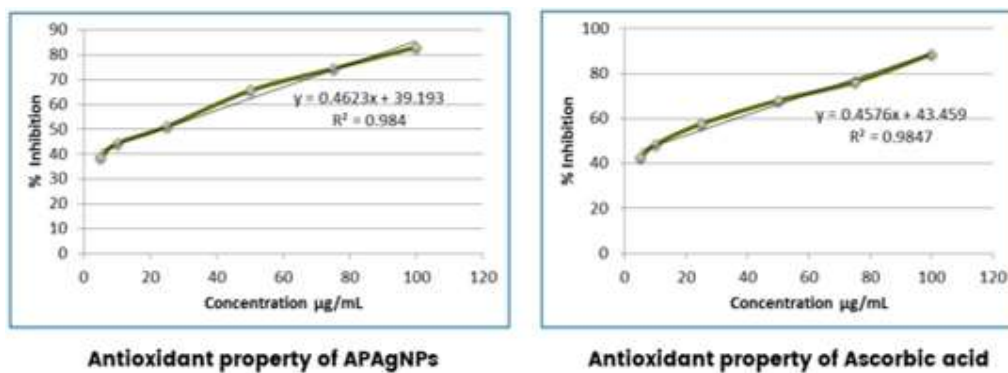 90
80
70
60
50
40
30
20
10
0
% Inhibition
y = 0.4623x + 39.193
R² = 0.984
0 20 40 60 80 100 120
Concentration µg/mL
Antioxidant property of APAgNPs
100
80
60
40
20
0
% Inhibition
y = 0.4576x + 43.459
R² = 0.9847
0 20 40 60 80 100 120
Concentration µg/mL
Antioxidant property of Ascorbic acid